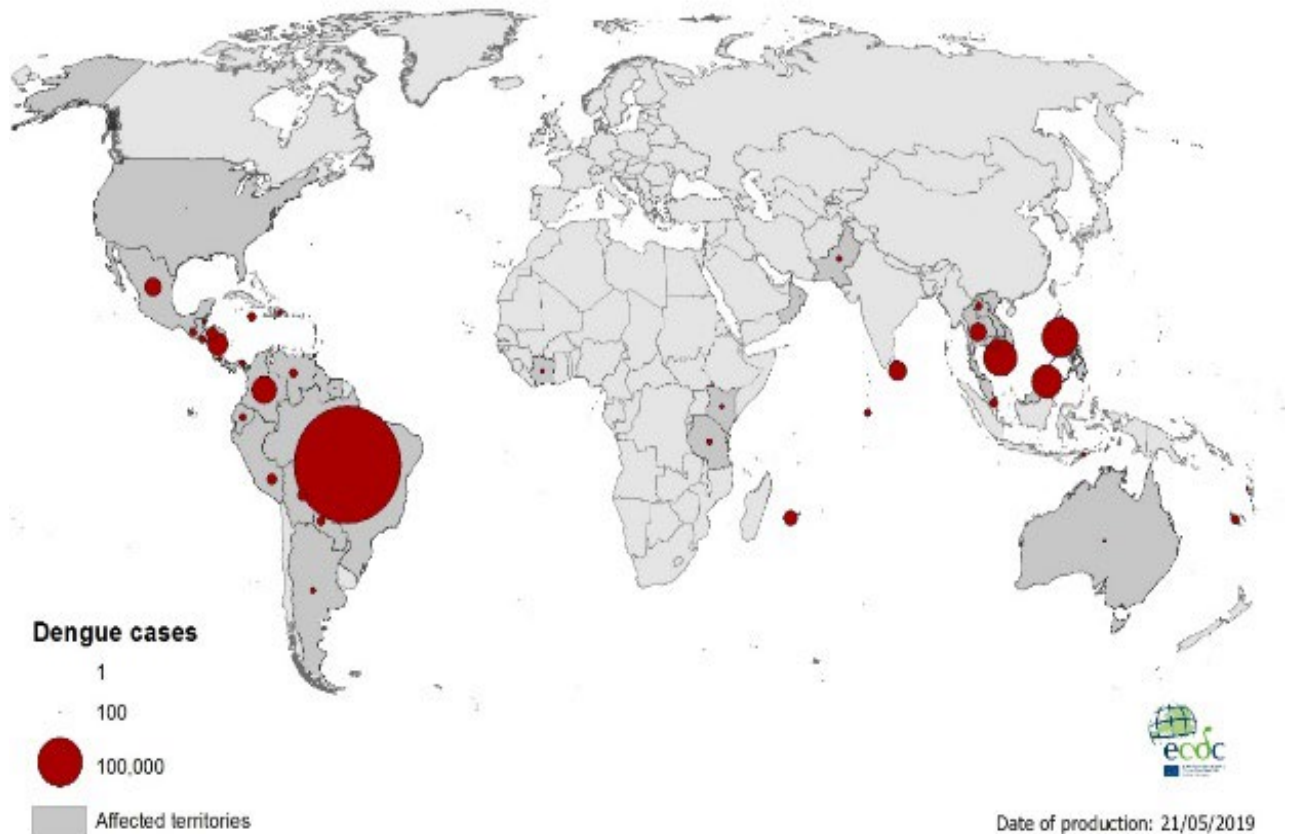 Dengue cases
1
100
100,000
Affected territories
ecdc
Date of production: 21/05/2019